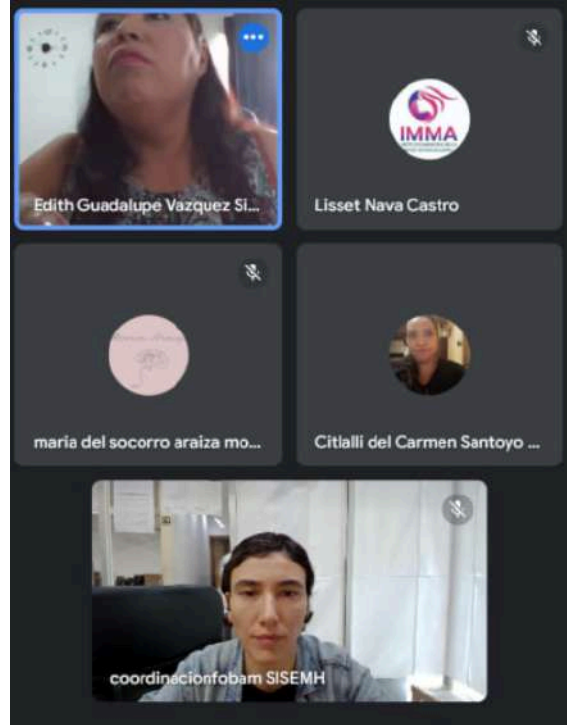 Edith Guadalupe Vazquez Si...
IMMA
Lisset Nava Castro
maria del socorro araiza mo...
Citlalli del Carmen Santoyo ...
coordinacionfobam SISEMH